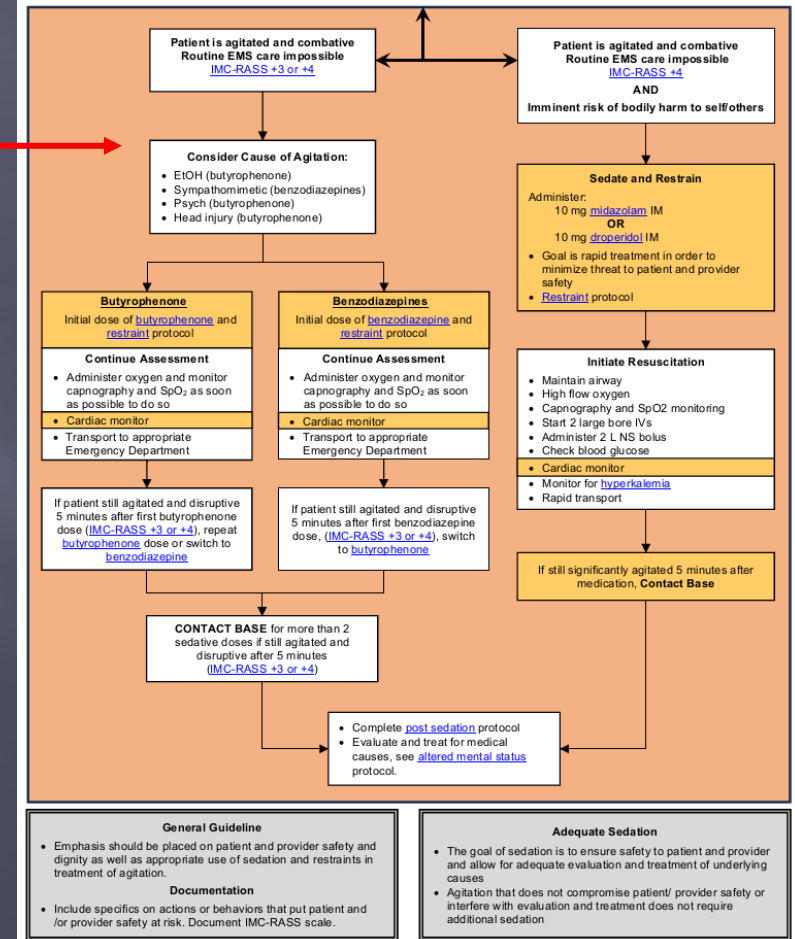 Patient is agitated and combative
Routine EMS care impossible
IMC-RASS +3 or +4
Patient is agitated and combative
Routine EMS care impossible
IMC-RASS +4
AND
Imminent risk of bodily harm to self/others
Consider Cause of Agitation:
• EtOH (butyrophenone)
• Sympathomimetic (benzodiazepines)
• Psych (butyrophenone)
• Head injury (butyrophenone)
Sedate and Restrain
Administer:
10 mg midazolam IM
OR
10 mg droperidol IM
• Goal is rapid treatment in order to
minimize threat to patient and provider
safety
• Restraint protocol
Butyrophenone
Initial dose of butyrophenone and
restraint protocol
Continue Assessment
• Administer oxygen and monitor
capnography and SpO₂ as soon
as possible to do so
• Cardiac monitor
• Transport to appropriate
Emergency Department
Benzodiazepines
Initial dose of benzodiazepine and
restraint protocol
Continue Assessment
• Administer oxygen and monitor
capnography and SpO₂ as soon
as possible to do so
• Cardiac monitor
• Transport to appropriate
Emergency Department
Initiate Resuscitation
• Maintain airway
• High flow oxygen
• Capnography and SpO2 monitoring
• Start 2 large bore IVs
• Administer 2 L NS bolus
• Check blood glucose
• Cardiac monitor
• Monitor for hyperkalemia
• Rapid transport
If patient still agitated and disruptive
5 minutes after first butyrophenone
dose (IMC-RASS +3 or +4), repeat
butyrophenone dose or switch to
benzodiazepine
If patient still agitated and disruptive
5 minutes after first benzodiazepine
dose, (IMC-RASS +3 or +4), switch
to butyrophenone
If still significantly agitated 5 minutes after
medication, Contact Base
CONTACT BASE for more than 2
sedative doses if still agitated and
disruptive after 5 minutes
(IMC-RASS +3 or +4)
• Complete post sedation protocol
• Evaluate and treat for medical
causes, see altered mental status
protocol.
General Guideline
• Emphasis should be placed on patient and provider safety and
dignity as well as appropriate use of sedation and restraints in
treatment of agitation.
Documentation
• Include specifics on actions or behaviors that put patient and
/or provider safety at risk. Document IMC-RASS scale.
Adequate Sedation
• The goal of sedation is to ensure safety to patient and provider
and allow for adequate evaluation and treatment of underlying
causes
• Agitation that does not compromise patient/ provider safety or
interfere with evaluation and treatment does not require
additional sedation